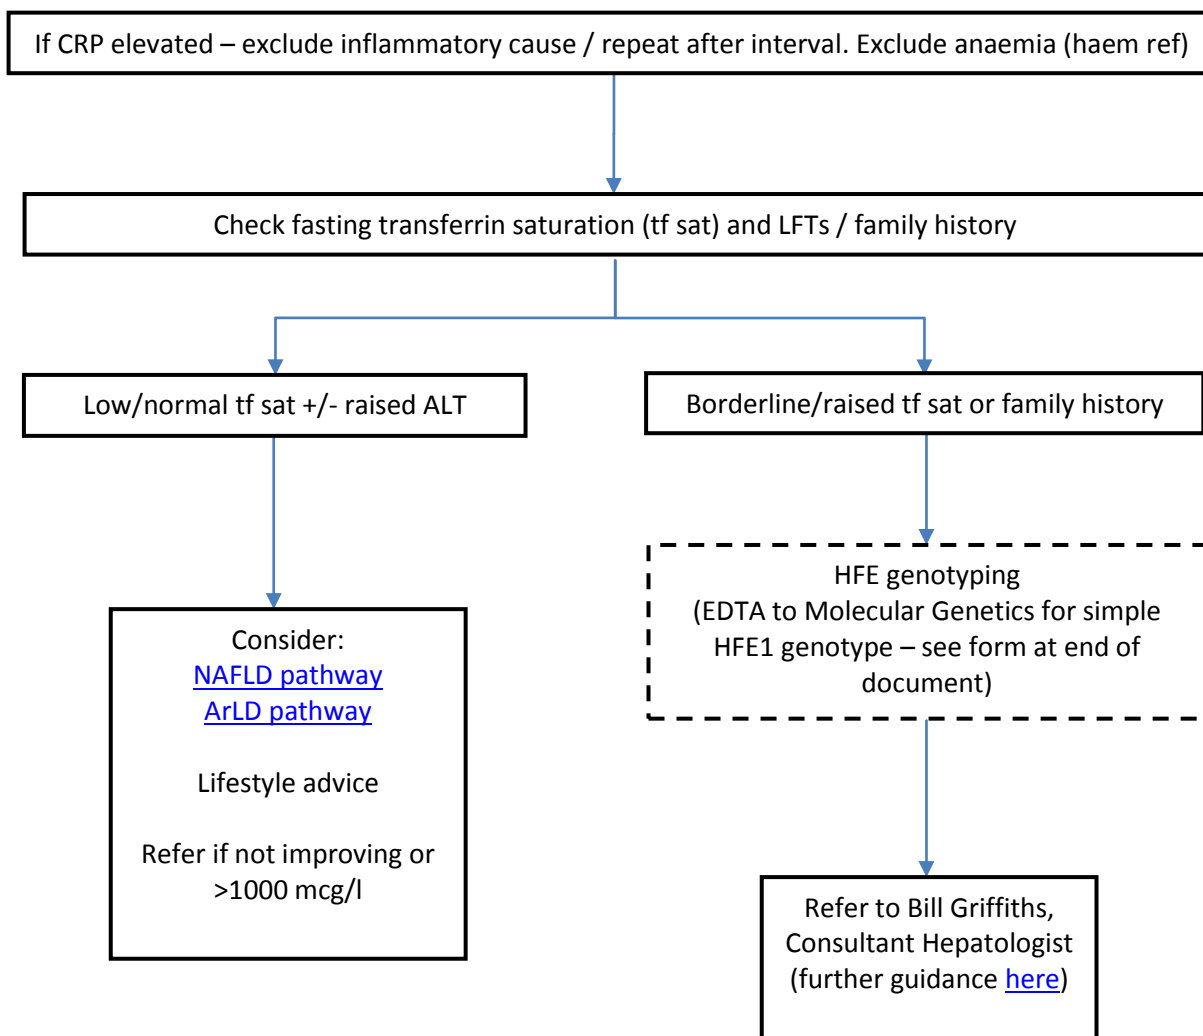 If CRP elevated – exclude inflammatory cause / repeat after interval. Exclude anaemia (haem ref)
Check fasting transferrin saturation (tf sat) and LFTs / family history
Low/normal tf sat +/- raised ALT
Borderline/raised tf sat or family history
Consider:
NAFLD pathway
ArLD pathway
Lifestyle advice
Refer if not improving or
>1000 mcg/l
HFE genotyping
(EDTA to Molecular Genetics for simple
HFE1 genotype – see form at end of
document)
Refer to Bill Griffiths,
Consultant Hepatologist
(further guidance here)